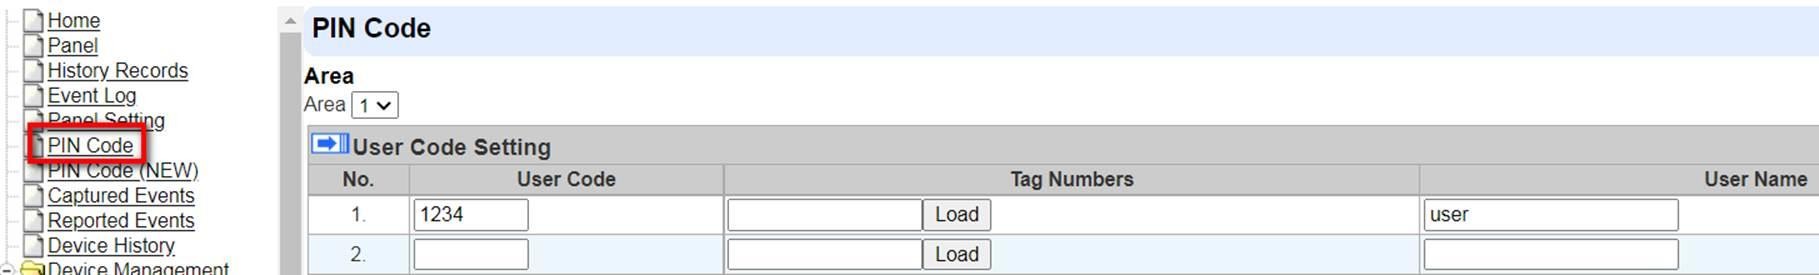 Home
Panel
History Records
Event Log
Panel Setting
PIN Code
PIN Code (NEW)
Captured Events
Reported Events
Device History
Device Management
PIN Code
Area
Area 1
User Code Setting
No. User Code Tag Numbers User Name
1. 1234 Load user
2. Load